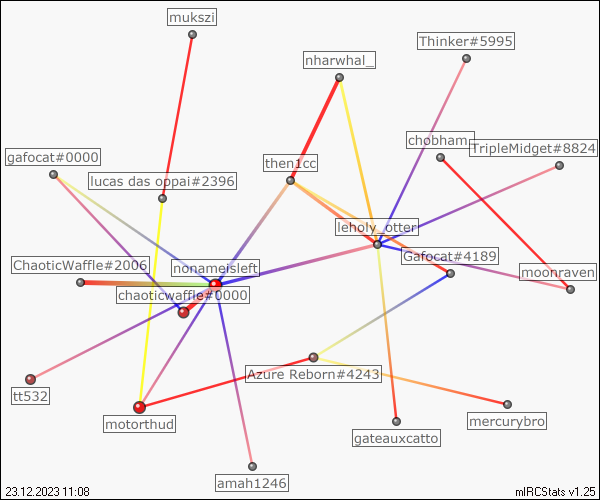 mukszi
Thinker#5995
nharwhal_
chobham_
TripleMidget#8824
gafocat#0000
then1cc
lucas das oppai#2396
leholy_otter
Gafocat#4189
ChaoticWaffle#2006
nonameisleft
moonraven
chaoticwaffle#0000
Azure Reborn#4243
tt532
motorthud
mercurybro
gateauxcatto
amah1246
23.12.2023 11:08
mIRCStats v1.25